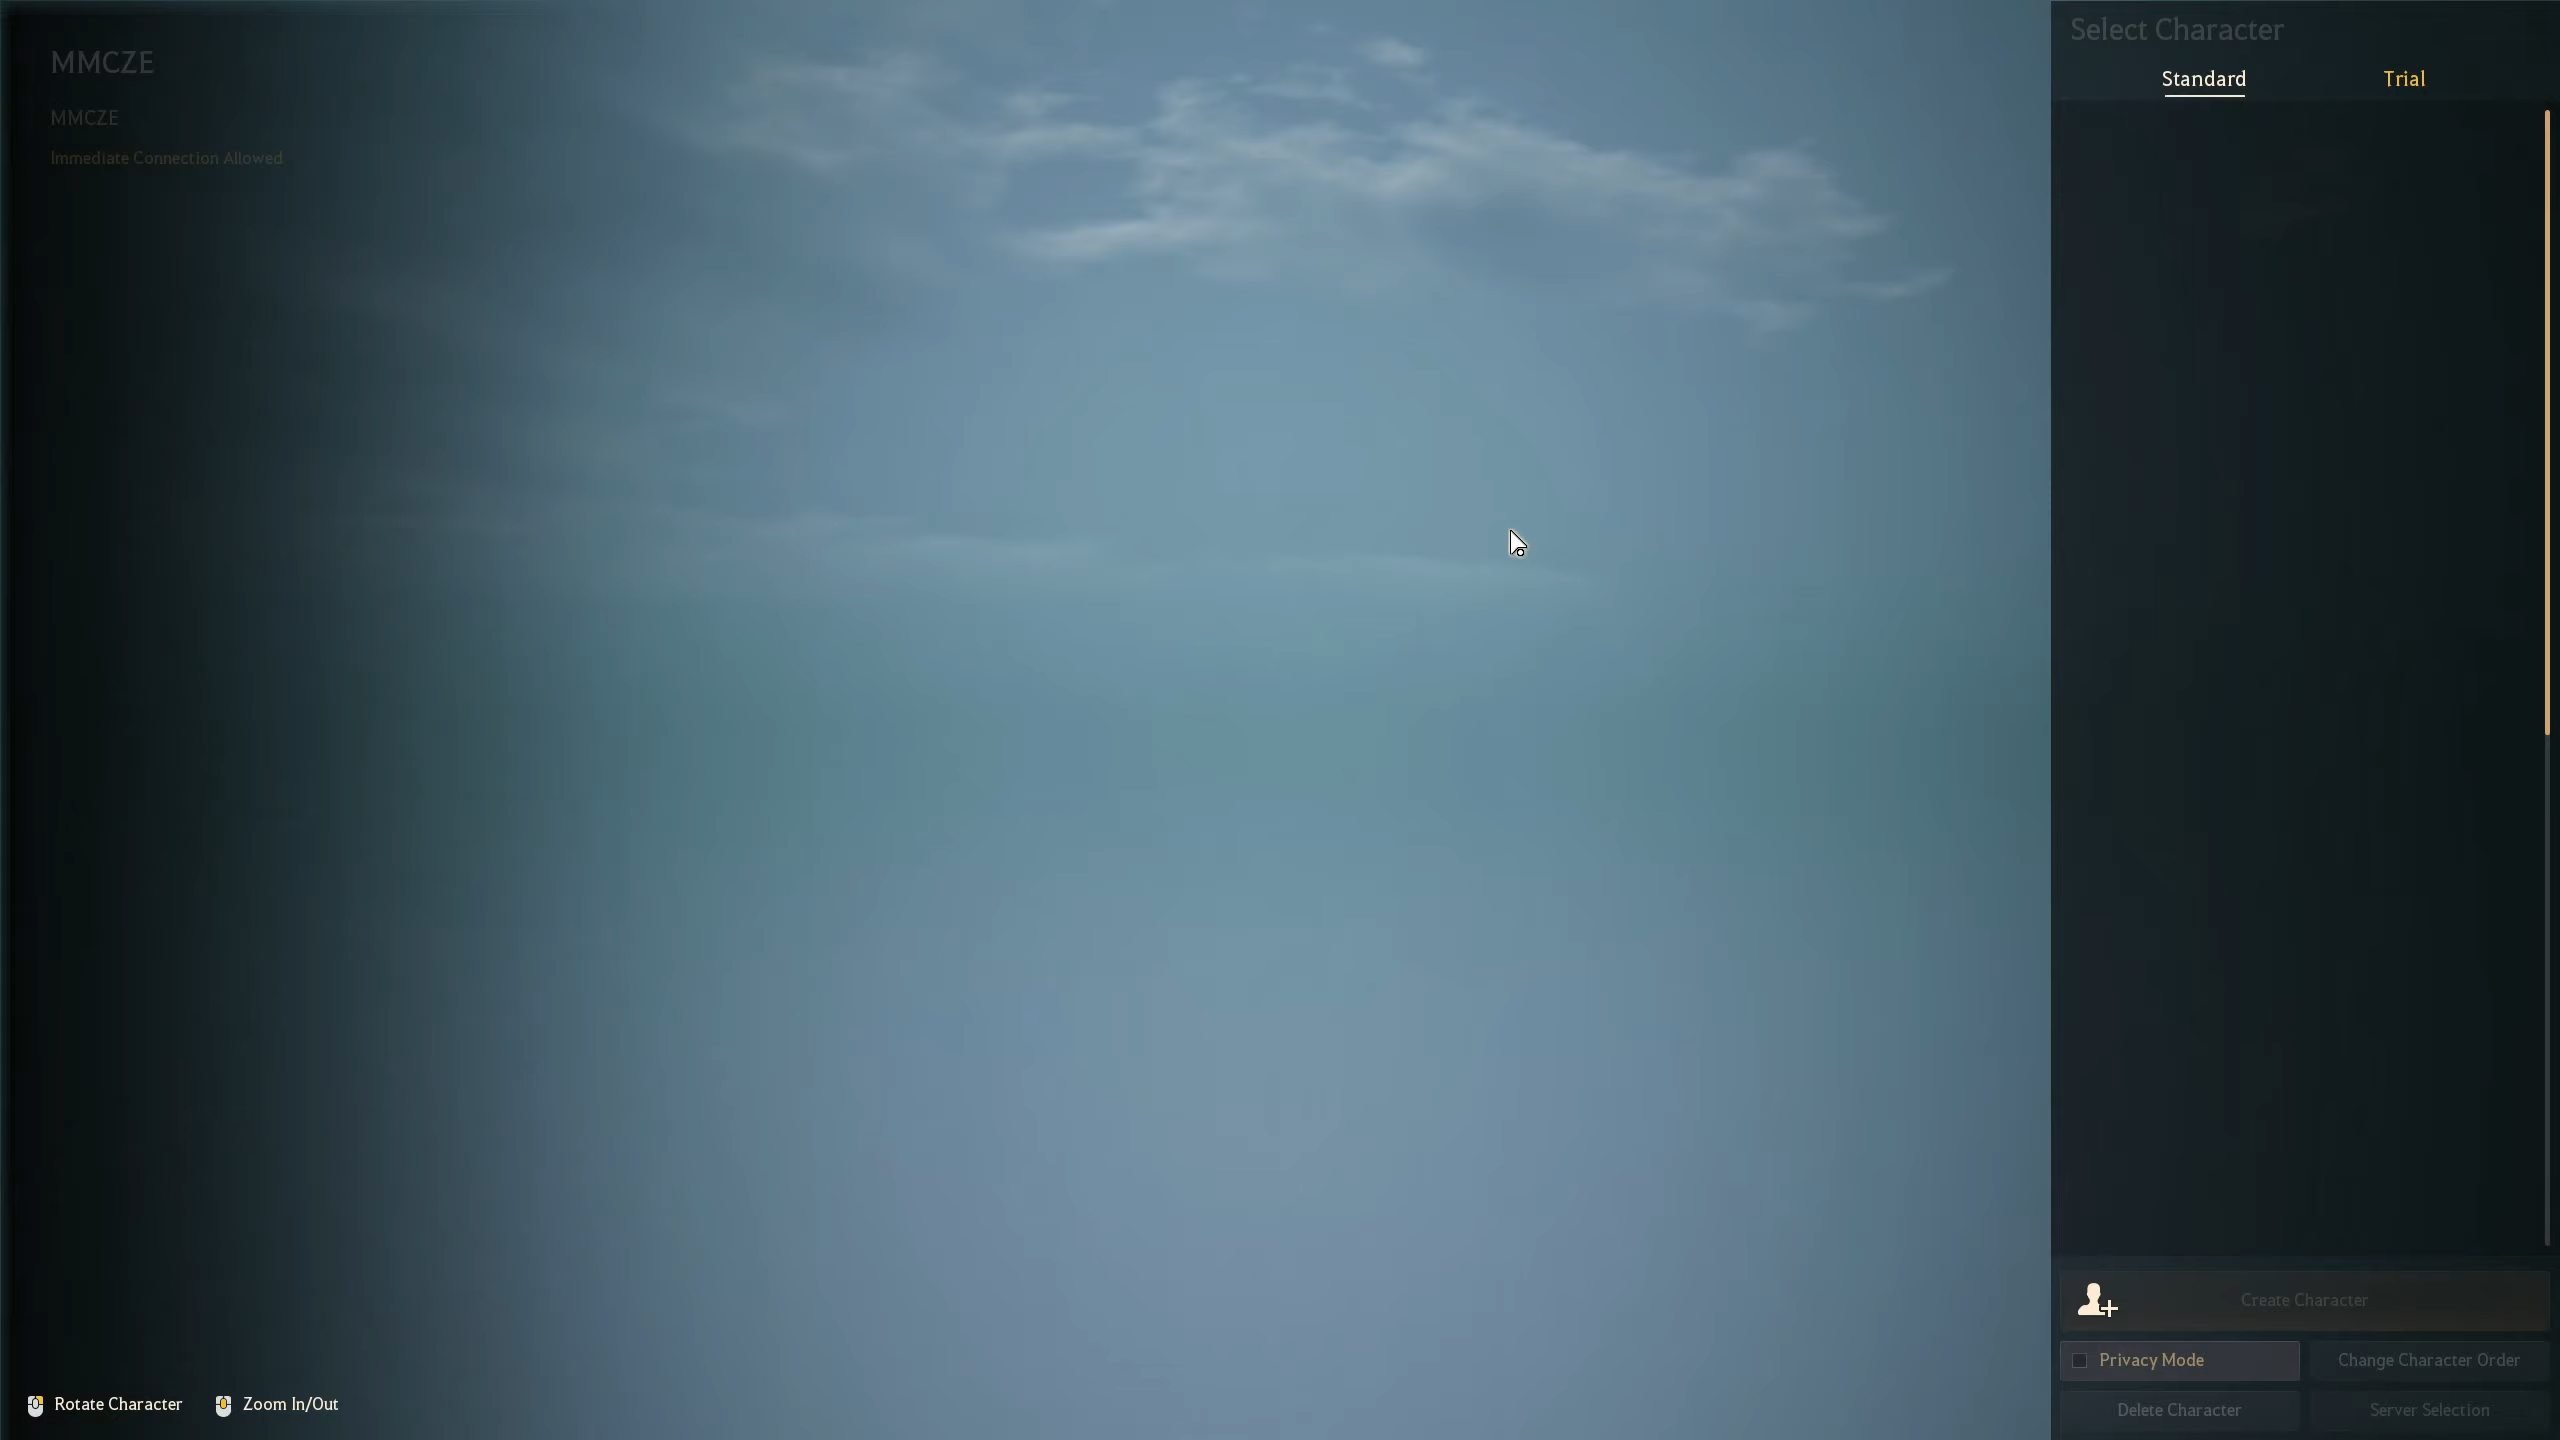 MMCZE
MMCZE
Immediate Connection Allowed
Select Character
Standard
Trial
Create Character
Privacy Mode
Change Character Order
Delete Character
Server Selection
Rotate Character
Zoom In/Out